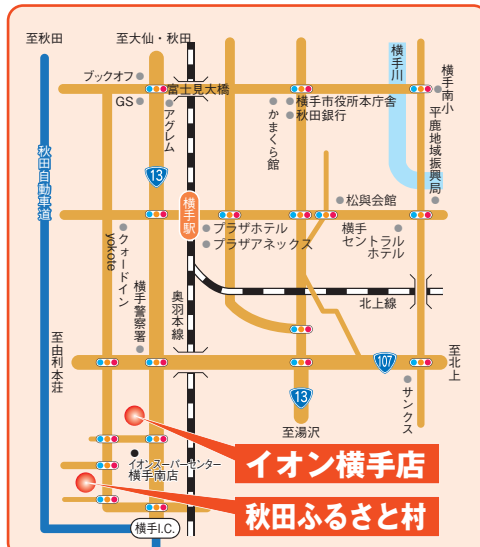 至秋田
至大仙・秋田
ブックオフ
GS
アグレム
富士見大橋
かまくら館
横手市役所本庁舎
秋田銀行
横手川
横手南小
平鹿地域振興局
秋田自動車道
13
横手駅
松與会館
プラザホテル
プラザアネックス
横手
セントラル
ホテル
クォードイン
yokote
横手警察署
奥羽本線
北上線
至由利本荘
107
至北上
13
至湯沢
サンクス
イオンスーパーセンター
横手南店
イオン横手店
秋田ふるさと村
横手I.C.